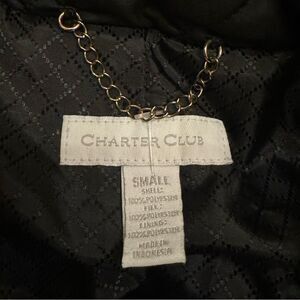 CHARTER CLUB
SMALL
SHELL:
100%POLYESTER
FILL:
100%POLYESTER
LINING:
100%POLYESTER
MADE IN
INDONESIA